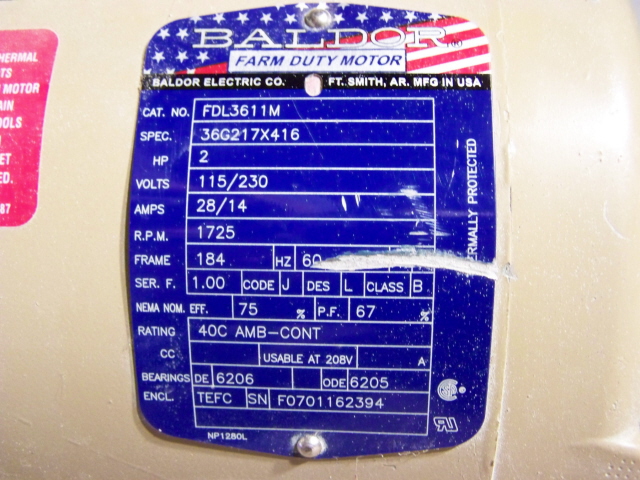 BALDOR
FARM DUTY MOTOR
BALDOR ELECTRIC CO. FT. SMITH, AR. MFG IN USA
CAT. NO. FDL3611M
SPEC. 36G217X416
HP 2
VOLTS 115/230
AMPS 28/14
R.P.M. 1725
FRAME 184 HZ 60
SER. F. 1.00 CODE J DES L CLASS B
NEMA NOM. EFF. 75 % P.F. 67 %
RATING 40C AMB-CONT
CC USABLE AT 208V A
BEARINGS DE 6206 ODE 6205
ENCL. TEFC SN F0701162394
NP1280L
PROTECTED
MOTOR
87